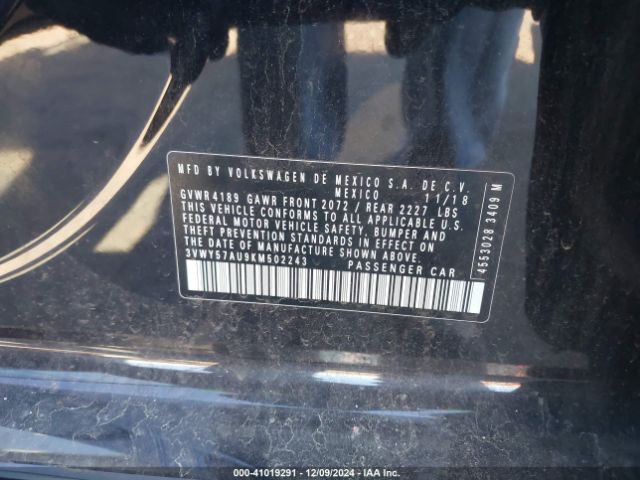 MFD BY VOLKSWAGEN DE MEXICO S.A. DE C.V.
MEXICO 11/18
GVWR 4189 GAWR FRONT 2072 / REAR 2227 LBS
THIS VEHICLE CONFORMS TO ALL APPLICABLE U.S.
FEDERAL MOTOR VEHICLE SAFETY, BUMPER AND
THEFT PREVENTION STANDARDS IN EFFECT ON
THE DATE OF MANUFACTURE SHOWN ABOVE.
3VWY57AU9KM502243 PASSENGER CAR
4553028 3409 M
000-41019291 - 12/09/2024 - IAA Inc.